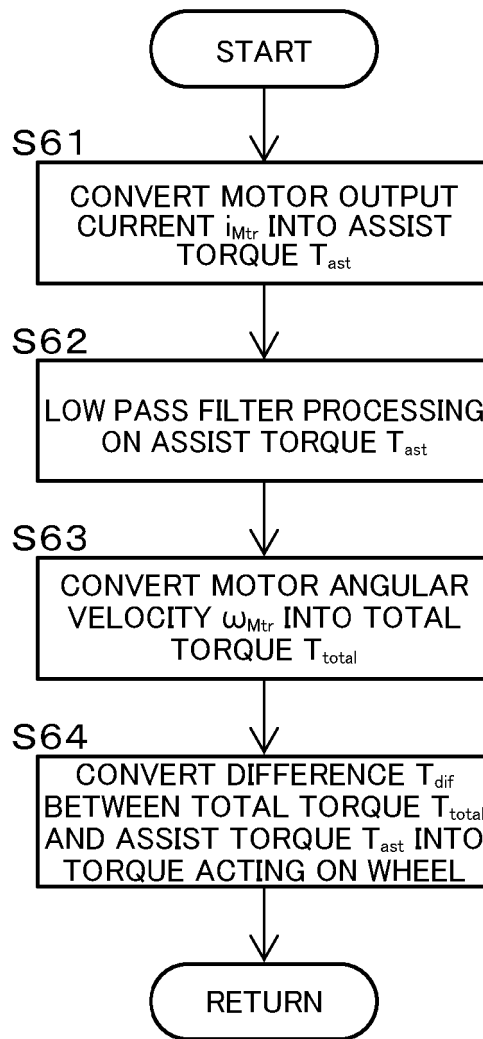 START
S61
CONVERT MOTOR OUTPUT
CURRENT iMtr INTO ASSIST
TORQUE Tast
S62
LOW PASS FILTER PROCESSING
ON ASSIST TORQUE Tast
S63
CONVERT MOTOR ANGULAR
VELOCITY ωMtr INTO TOTAL
TORQUE Ttotal
S64
CONVERT DIFFERENCE Tdif
BETWEEN TOTAL TORQUE Ttotal
AND ASSIST TORQUE Tast INTO
TORQUE ACTING ON WHEEL
RETURN